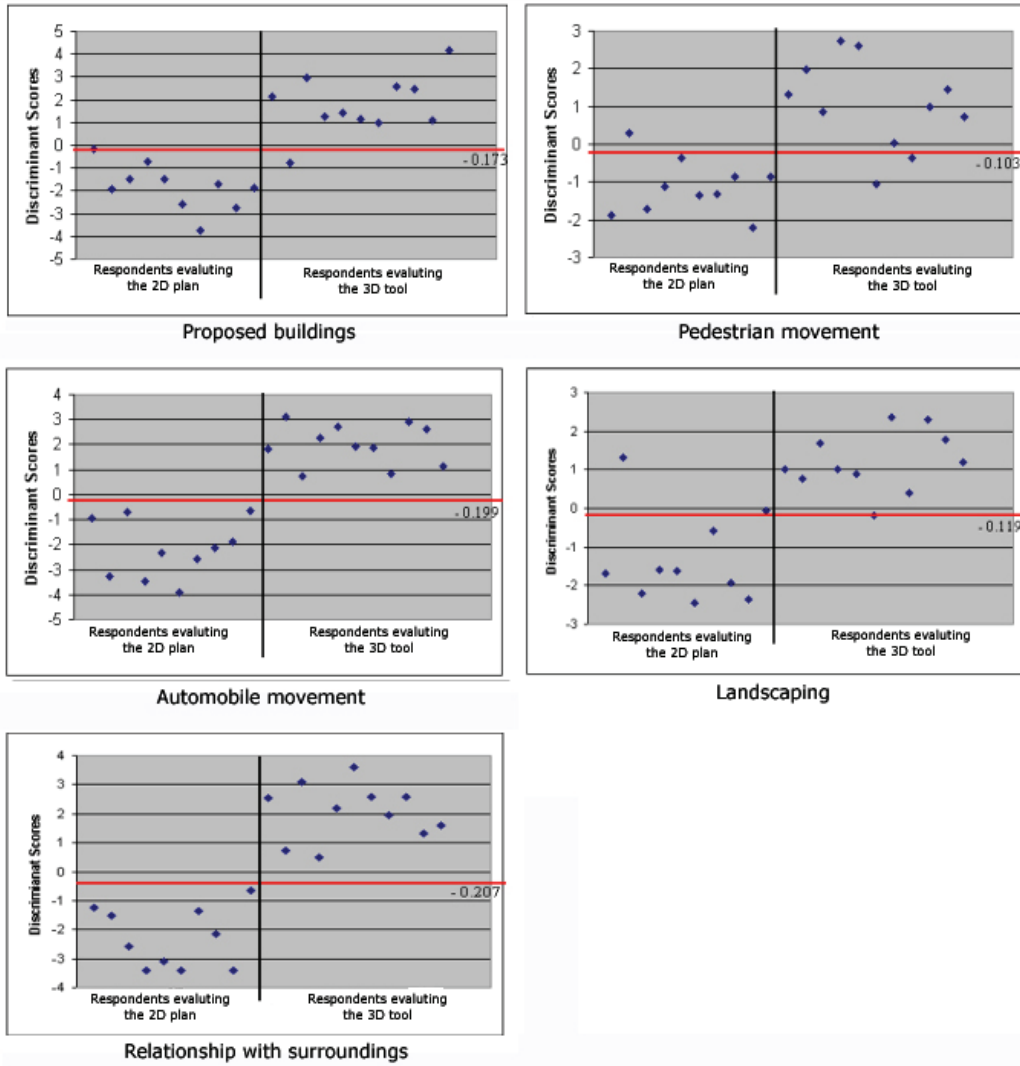 Discriminant Scores
5
4
3
2
1
0
-1
-2
-3
-4
-5
- 0.173
Respondents evaluting
the 2D plan
Respondents evaluting
the 3D tool
Proposed buildings
Discriminant Scores
3
2
1
0
-1
-2
-3
- 0.103
Respondents evaluting
the 2D plan
Respondents evaluting
the 3D tool
Pedestrian movement
Discriminant Scores
4
3
2
1
0
-1
-2
-3
-4
-5
- 0.199
Respondents evaluting
the 2D plan
Respondents evaluting
the 3D tool
Automobile movement
Discriminant Scores
3
2
1
0
-1
-2
-3
- 0.119
Respondents evaluting
the 2D plan
Respondents evaluting
the 3D tool
Landscaping
Discrimianat Scores
4
3
2
1
0
-1
-2
-3
-4
- 0.207
Respondents evaluting
the 2D plan
Respondents evaluting
the 3D tool
Relationship with surroundings